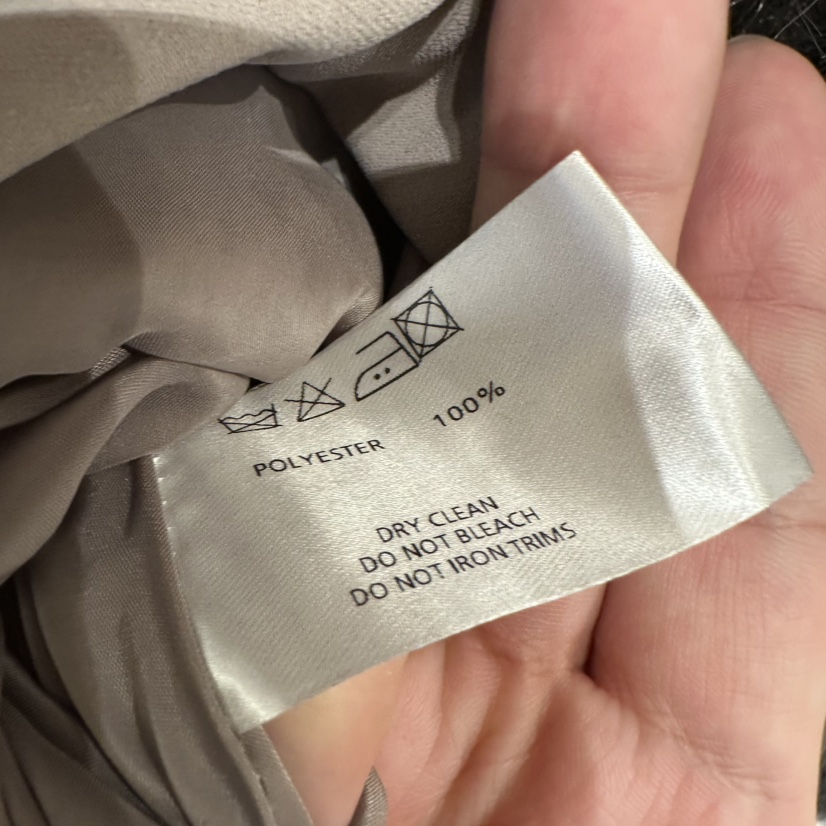 POLYESTER 100%
DRY CLEAN
DO NOT BLEACH
DO NOT IRON TRIMS